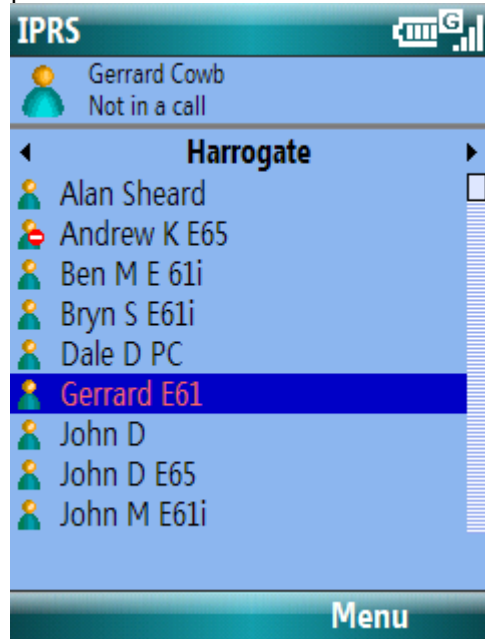 IPRS
G
Gerrard Cowb
Not in a call
Harrogate
Alan Sheard
Andrew K E65
Ben M E 61i
Bryn S E61i
Dale D PC
Gerrard E61
John D
John D E65
John M E61i
Menu